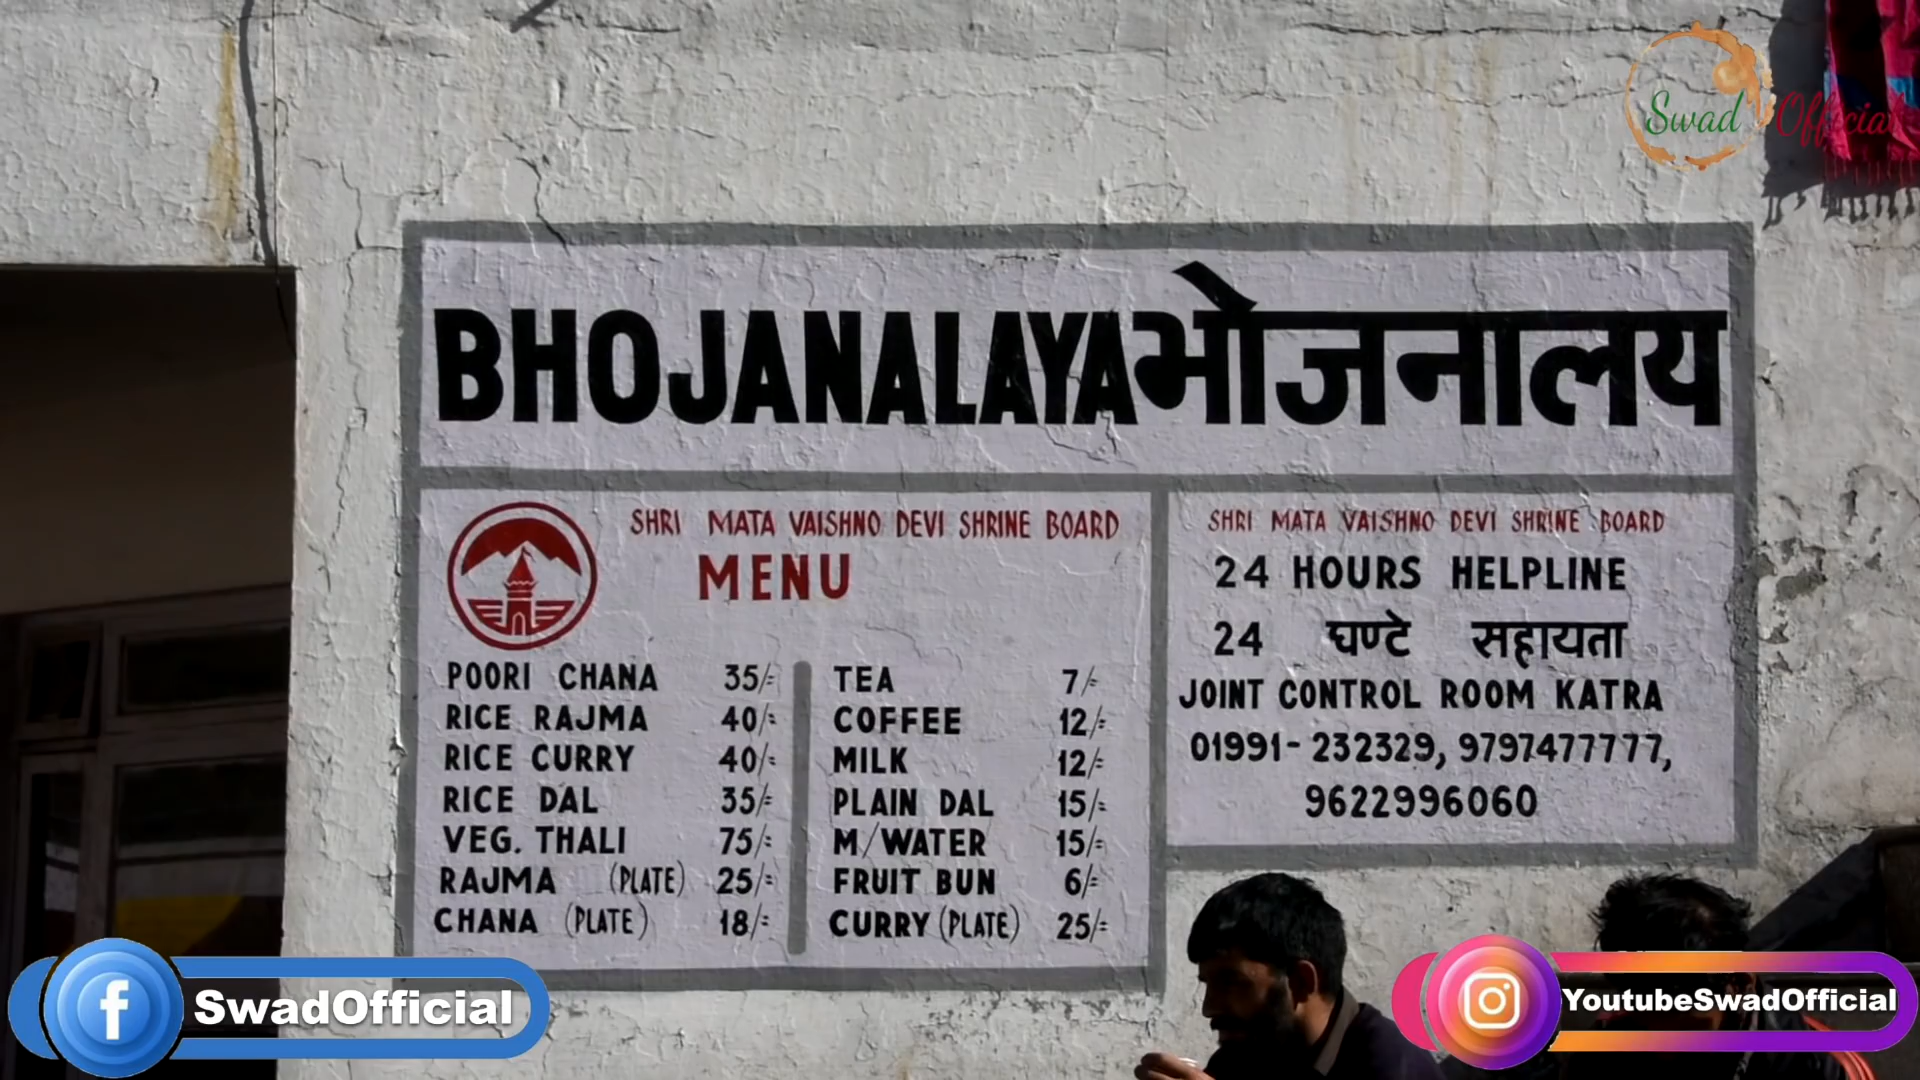 Swad Official
BHOJANALAYA भोजनालय
SHRI MATA VAISHNO DEVI SHRINE BOARD
MENU
POORI CHANA 35/=
RICE RAJMA 40/=
RICE CURRY 40/=
RICE DAL 35/=
VEG. THALI 75/=
RAJMA (PLATE) 25/=
CHANA (PLATE) 18/=
TEA 7/=
COFFEE 12/=
MILK 12/=
PLAIN DAL 15/=
M/WATER 15/=
FRUIT BUN 6/=
CURRY (PLATE) 25/=
SHRI MATA VAISHNO DEVI SHRINE BOARD
24 HOURS HELPLINE
24 घण्टे सहायता
JOINT CONTROL ROOM KATRA
01991-232329, 9797477777,
9622996060
f SwadOfficial
YoutubeSwadOfficial